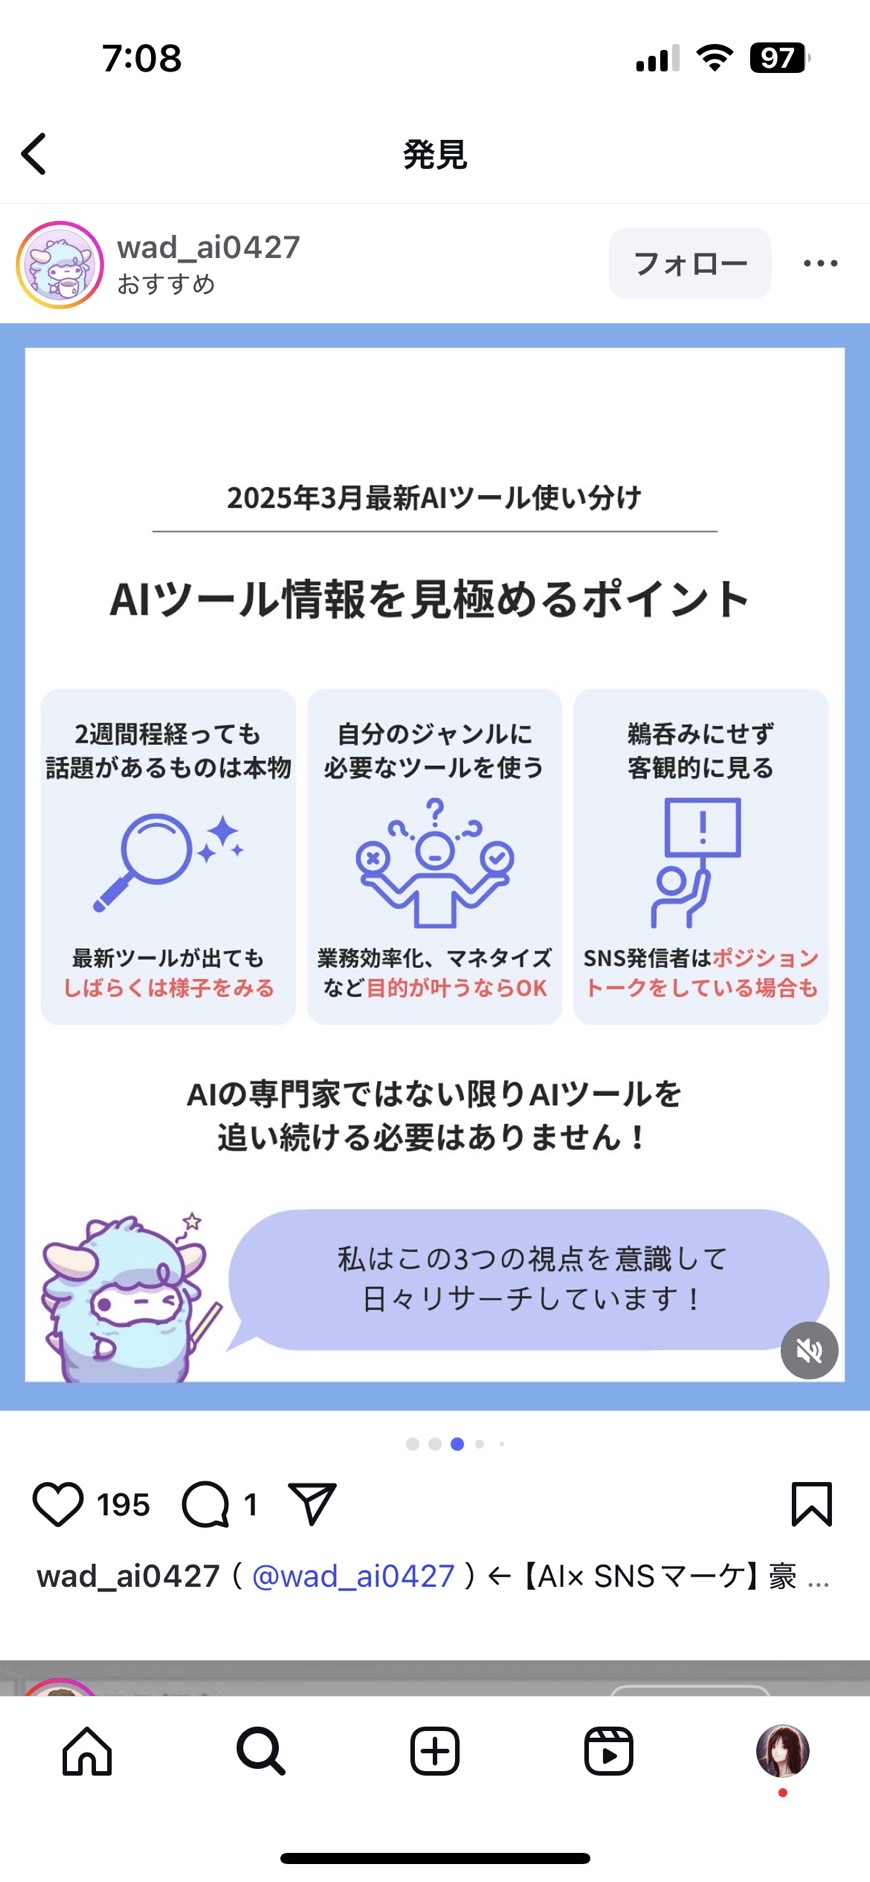 7:08
97
発見
wad_ai0427
おすすめ
フォロー
2025年3月最新AIツール使い分け
AIツール情報を見極めるポイント
2週間程経っても
話題があるものは本物
最新ツールが出ても
しばらくは様子をみる
自分のジャンルに
必要なツールを使う
業務効率化、マネタイズ
など目的が叶うならOK
鵜呑みにせず
客観的に見る
SNS発信者はポジション
トークをしている場合も
AIの専門家ではない限りAIツールを
追い続ける必要はありません！
私はこの3つの視点を意識して
日々リサーチしています！
195
1
wad_ai0427（ @wad_ai0427 ）←【AI× SNSマーケ】豪 ...